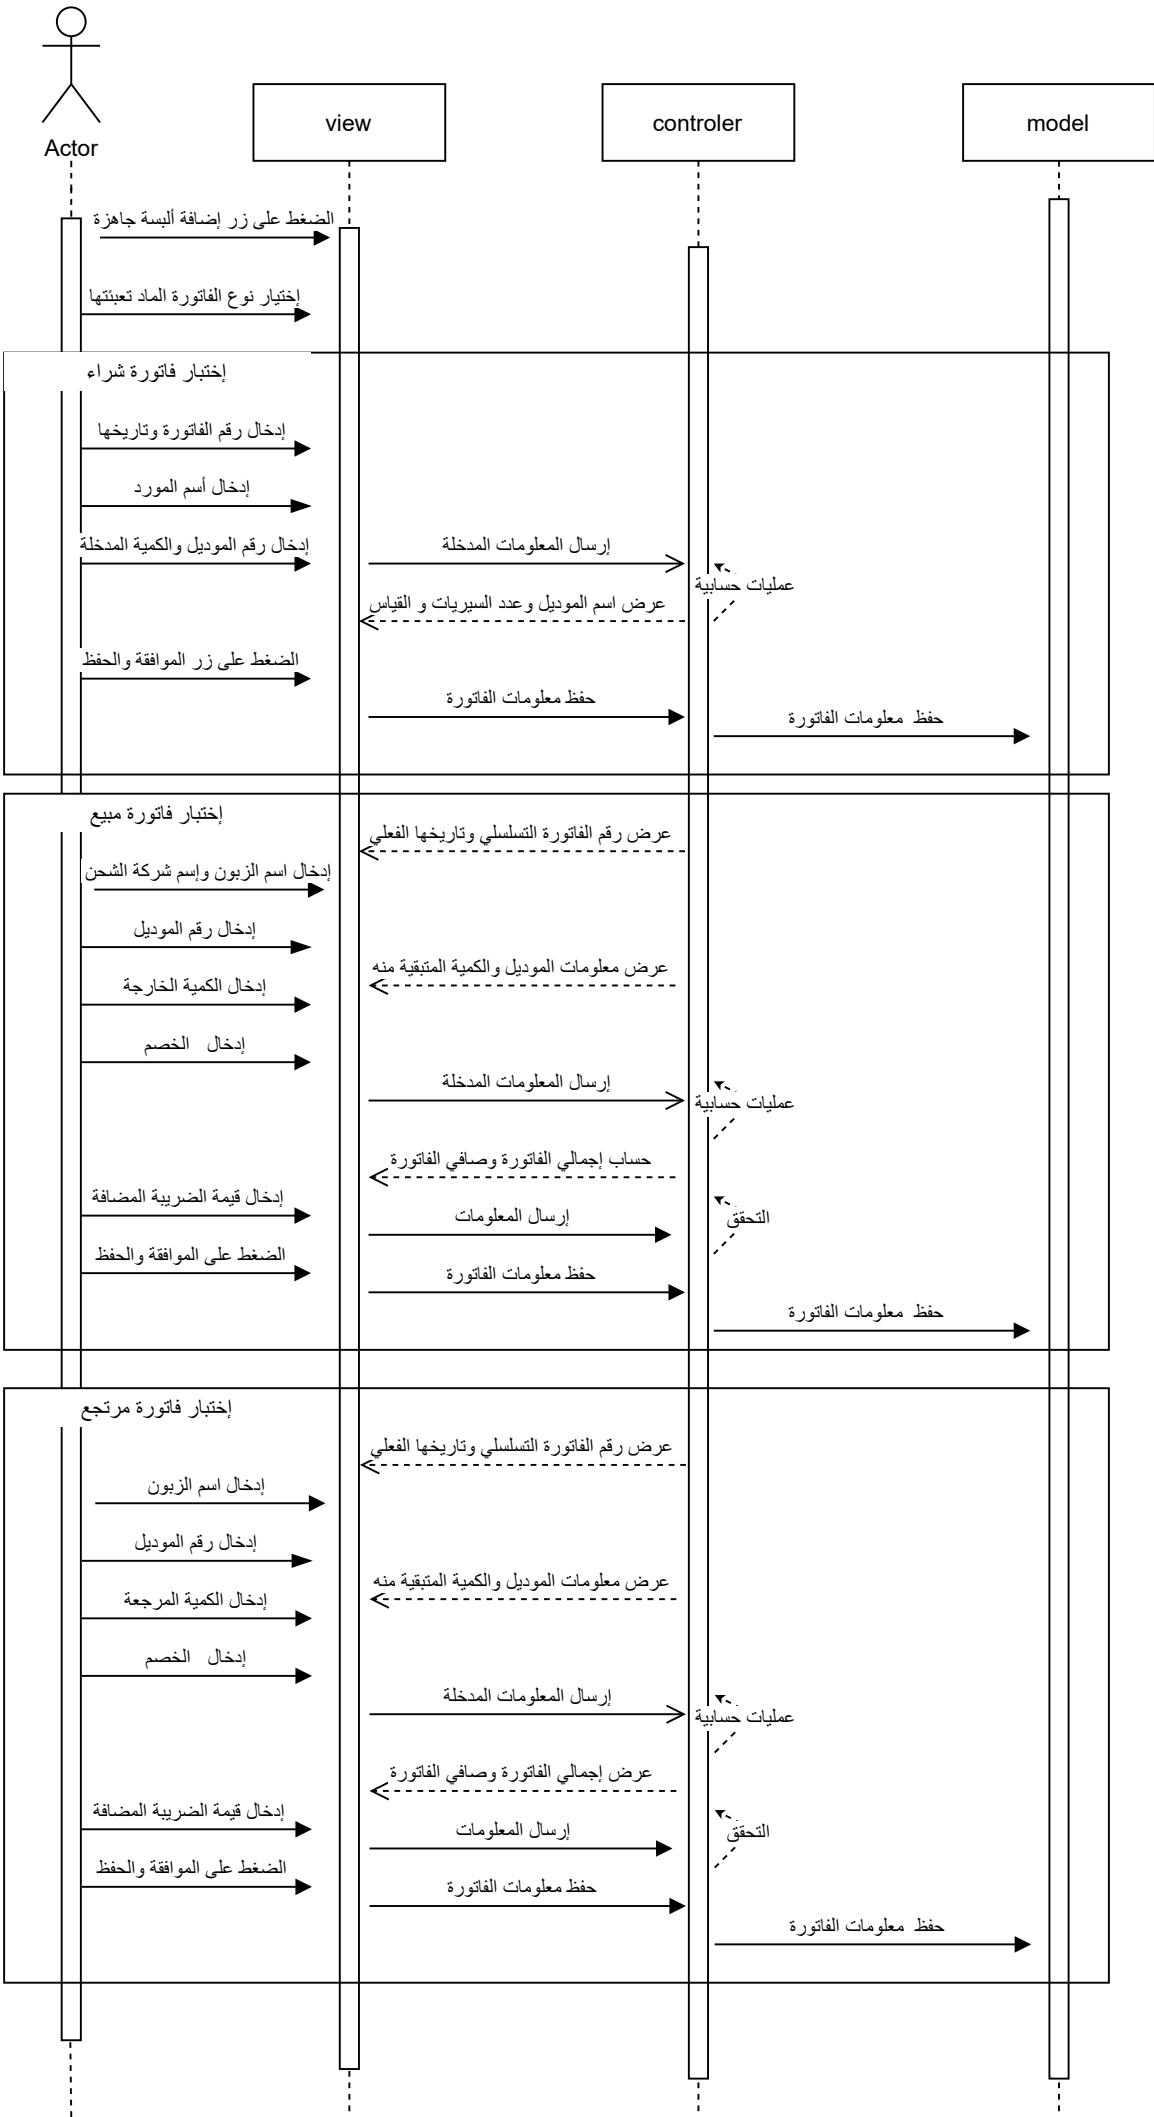 Actor
view
controler
model
الضغط على زر إضافة ألبسة جاهزة
إختيار نوع الفاتورة الماد تعبئتها
إختبار فاتورة شراء
إدخال رقم الفاتورة وتاريخها
إدخال أسم المورد
إدخال رقم الموديل والكمية المدخلة
إرسال المعلومات المدخلة
عمليات حسابية
عرض اسم الموديل وعدد السيريات و القياس
الضغط على زر الموافقة والحفظ
حفظ معلومات الفاتورة
حفظ معلومات الفاتورة
إختبار فاتورة مبيع
عرض رقم الفاتورة التسلسلي وتاريخها الفعلي
إدخال اسم الزبون وإسم شركة الشحن
إدخال رقم الموديل
عرض معلومات الموديل والكمية المتبقية منه
إدخال الكمية الخارجة
إدخال الخصم
إرسال المعلومات المدخلة
عمليات حسابية
حساب إجمالي الفاتورة وصافي الفاتورة
إدخال قيمة الضريبة المضافة
إرسال المعلومات
التحقق
الضغط على الموافقة والحفظ
حفظ معلومات الفاتورة
حفظ معلومات الفاتورة
إختبار فاتورة مرتجع
عرض رقم الفاتورة التسلسلي وتاريخها الفعلي
إدخال اسم الزبون
إدخال رقم الموديل
عرض معلومات الموديل والكمية المتبقية منه
إدخال الكمية المرجعة
إدخال الخصم
إرسال المعلومات المدخلة
عمليات حسابية
عرض إجمالي الفاتورة وصافي الفاتورة
إدخال قيمة الضريبة المضافة
إرسال المعلومات
التحقق
الضغط على الموافقة والحفظ
حفظ معلومات الفاتورة
حفظ معلومات الفاتورة